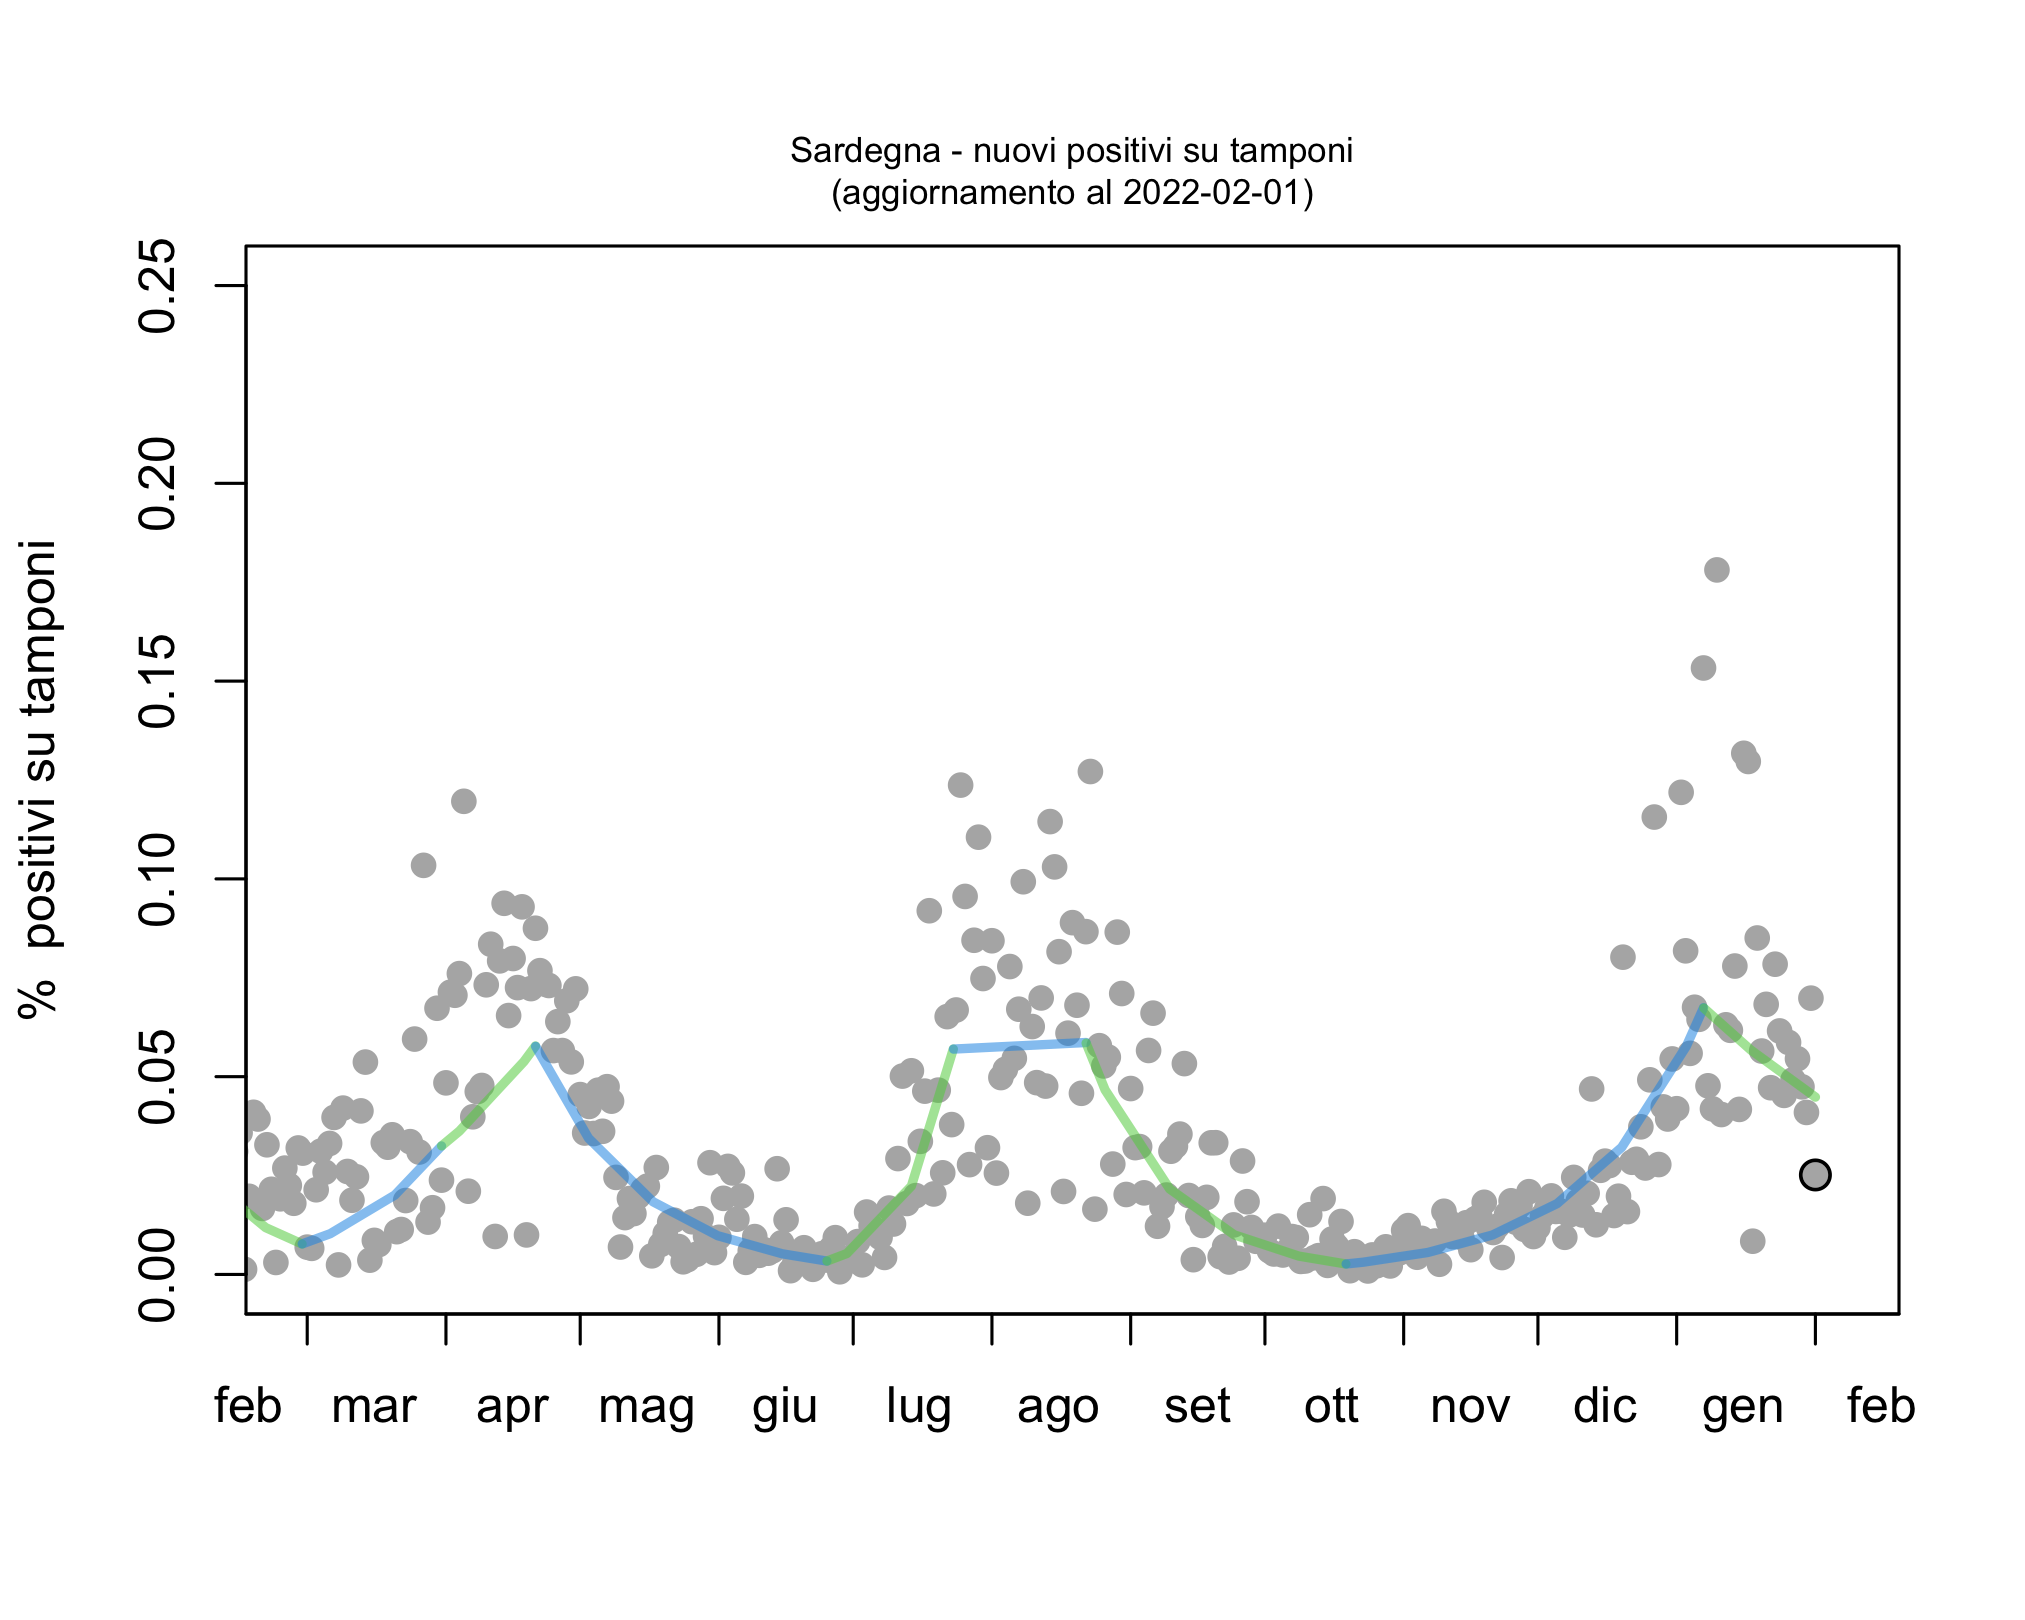 Sardegna - nuovi positivi su tamponi
(aggiornamento al 2022-02-01)
% positivi su tamponi
0.25
0.20
0.15
0.10
0.05
0.00
feb mar apr mag giu lug ago set ott nov dic gen feb